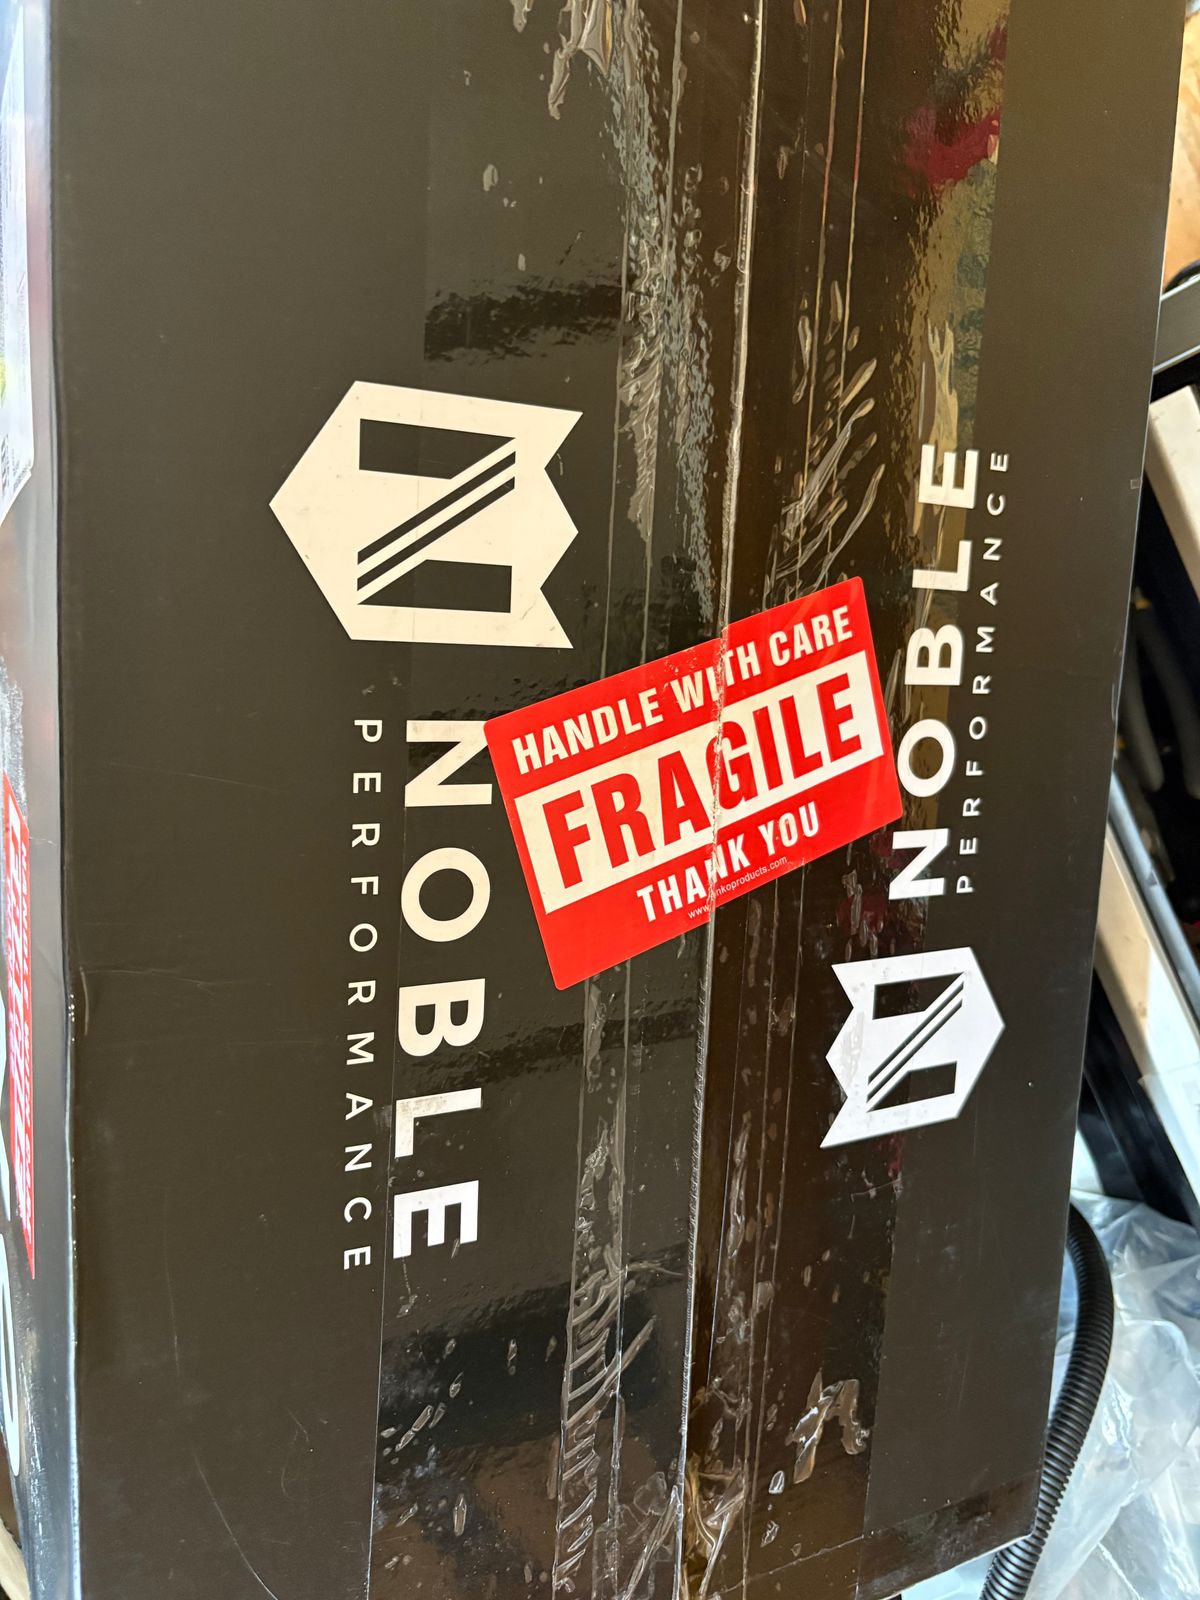 NOBLE
PERFORMANCE
HANDLE WITH CARE
FRAGILE
THANK YOU
NOBLE
PERFORMANCE